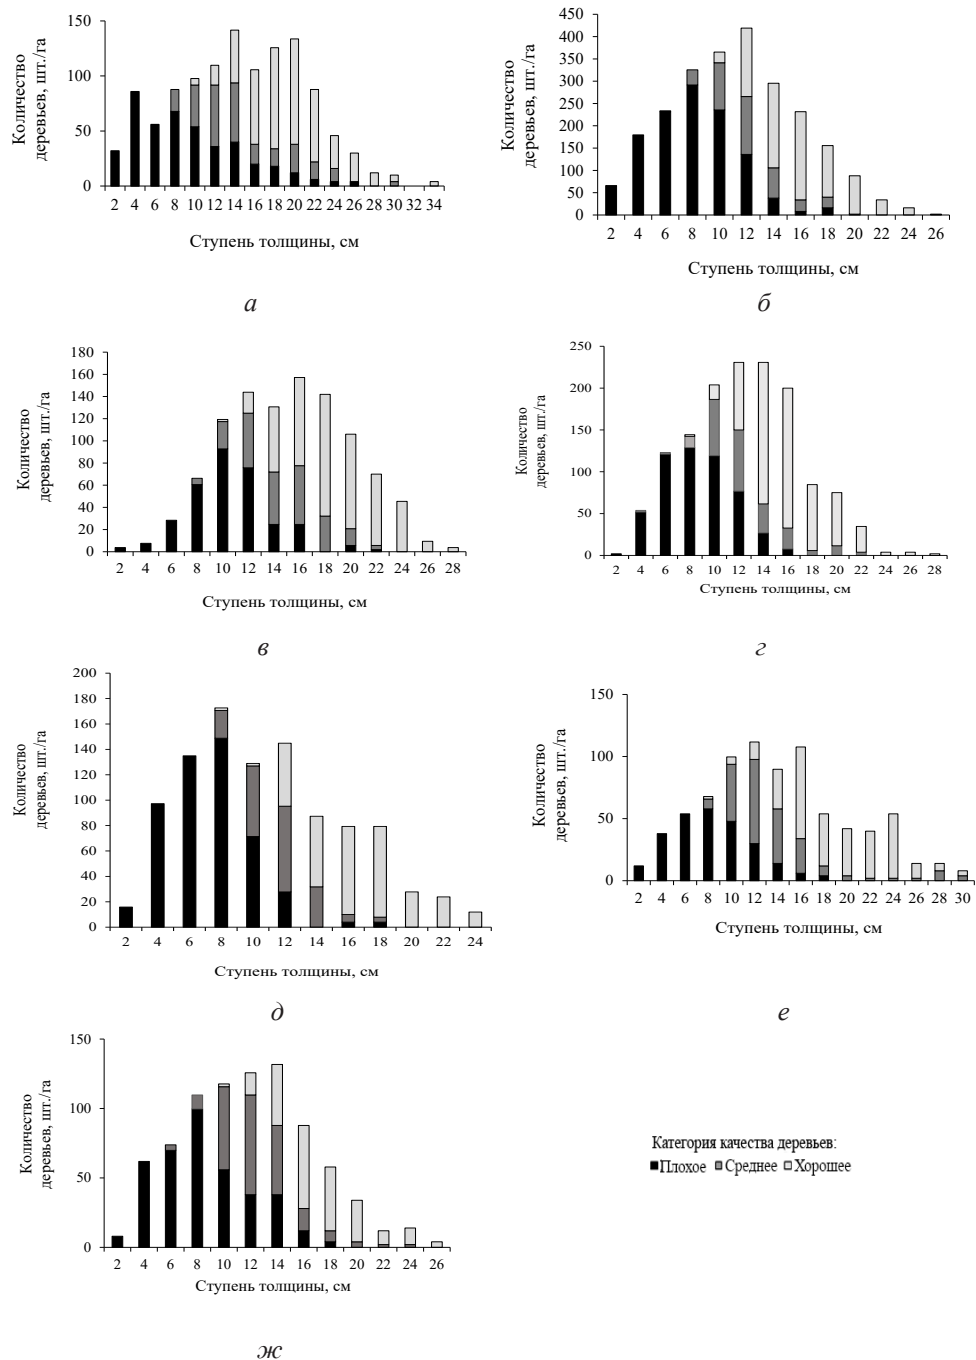 150
100
50
0
Количество
деревьев, шт./га
2 4 6 8 10 12 14 16 18 20 22 24 26 28 30 32 34
Ступень толщины, см
а
450
400
350
300
250
200
150
100
50
0
Количество
деревьев, шт./га
2 4 6 8 10 12 14 16 18 20 22 24 26
Ступень толщины, см
б
180
160
140
120
100
80
60
40
20
0
Количество
деревьев, шт./га
2 4 6 8 10 12 14 16 18 20 22 24 26 28
Ступень толщины, см
в
250
200
150
100
50
0
Количество
деревьев, шт./га
2 4 6 8 10 12 14 16 18 20 22 24 26 28
Ступень толщины, см
г
200
180
160
140
120
100
80
60
40
20
0
Количество
деревьев, шт./га
2 4 6 8 10 12 14 16 18 20 22 24
Ступень толщины, см
д
150
100
50
0
Количество
деревьев, шт./га
2 4 6 8 10 12 14 16 18 20 22 24 26 28 30
Ступень толщины, см
е
150
100
50
0
Количество
деревьев, шт./га
2 4 6 8 10 12 14 16 18 20 22 24 26
Ступень толщины, см
ж
Категория качества деревьев:
Плохое Среднее Хорошее